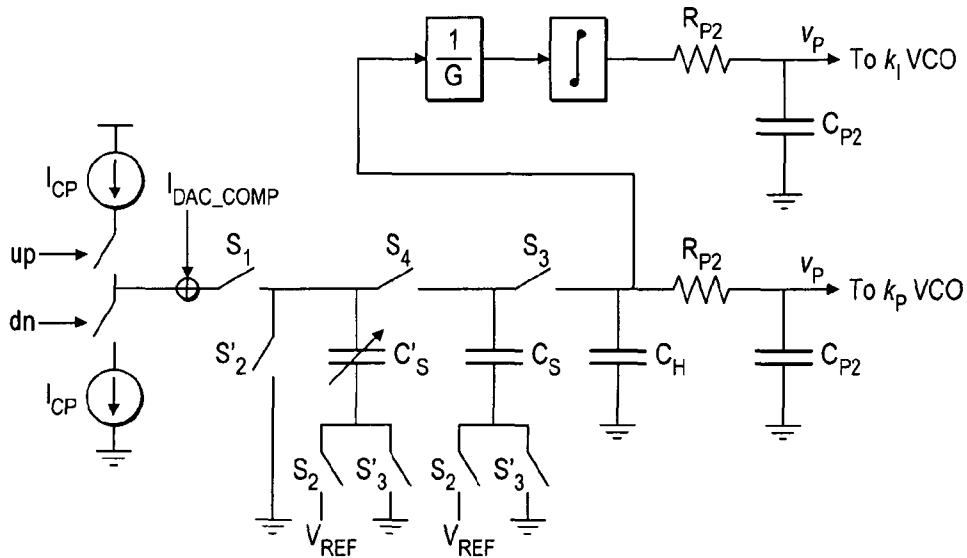 1
G
∫
R_P2
v_P
To k_I VCO
C_P2
I_CP
I_DAC_COMP
up
S_1
S_4
S_3
R_P2
v_P
To k_P VCO
dn
S'_2
C'_S
C_S
C_H
C_P2
I_CP
S_2
S'_3
S_2
S'_3
V_REF
V_REF